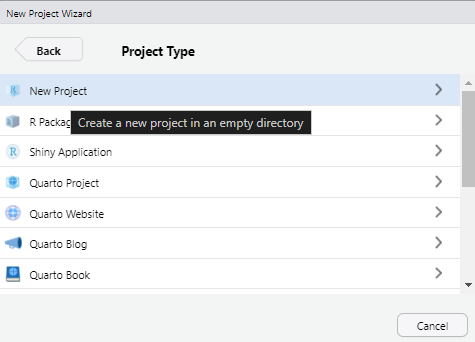 New Project Wizard
Back
Project Type
New Project
Create a new project in an empty directory
R Packag
Shiny Application
Quarto Project
Quarto Website
Quarto Blog
Quarto Book
Cancel